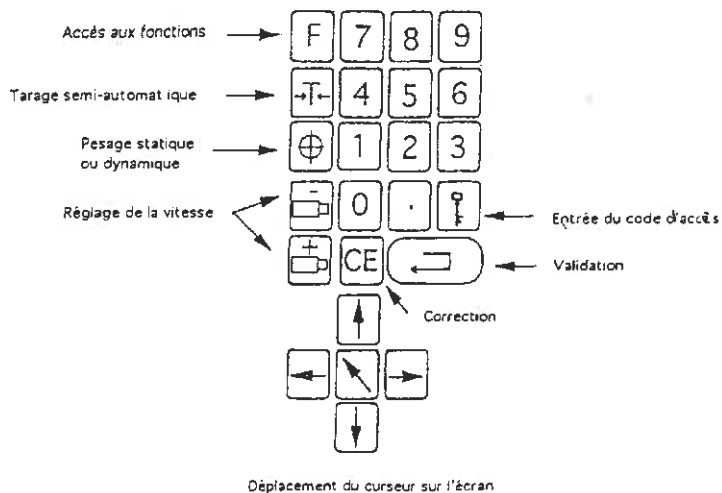 Accès aux fonctions
F 7 8 9
Tarage semi-automatique
→T← 4 5 6
Pesage statique
ou dynamique
1 2 3
Réglage de la vitesse
- 0 .
Entrée du code d'accès
+ CE
Validation
Correction
Déplacement du curseur sur l'écran